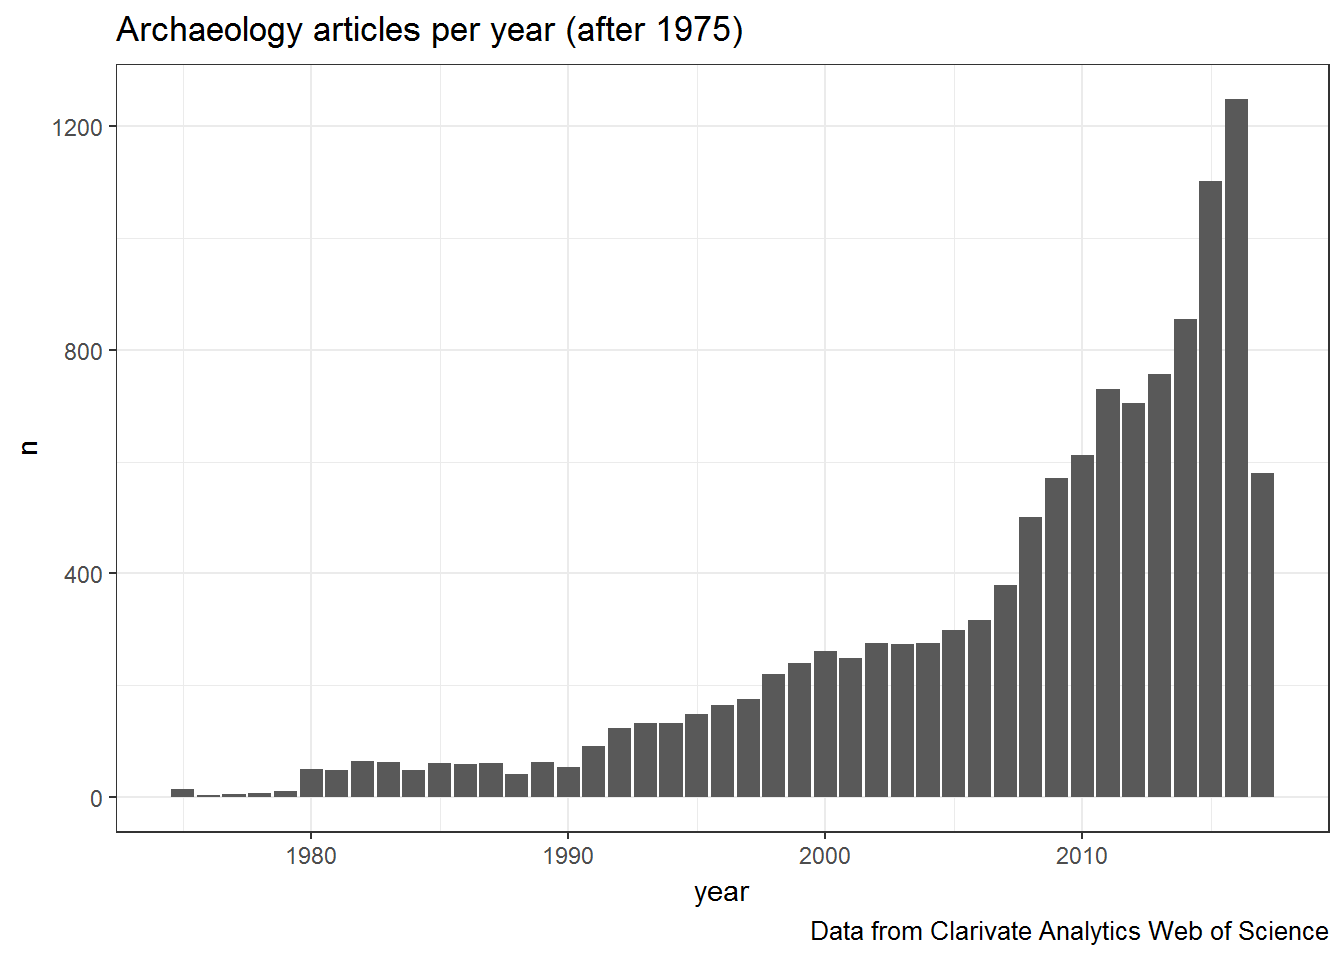 Archaeology articles per year (after 1975)
1200
800
400
0
n
1980 1990 2000 2010
year
Data from Clarivate Analytics Web of Science